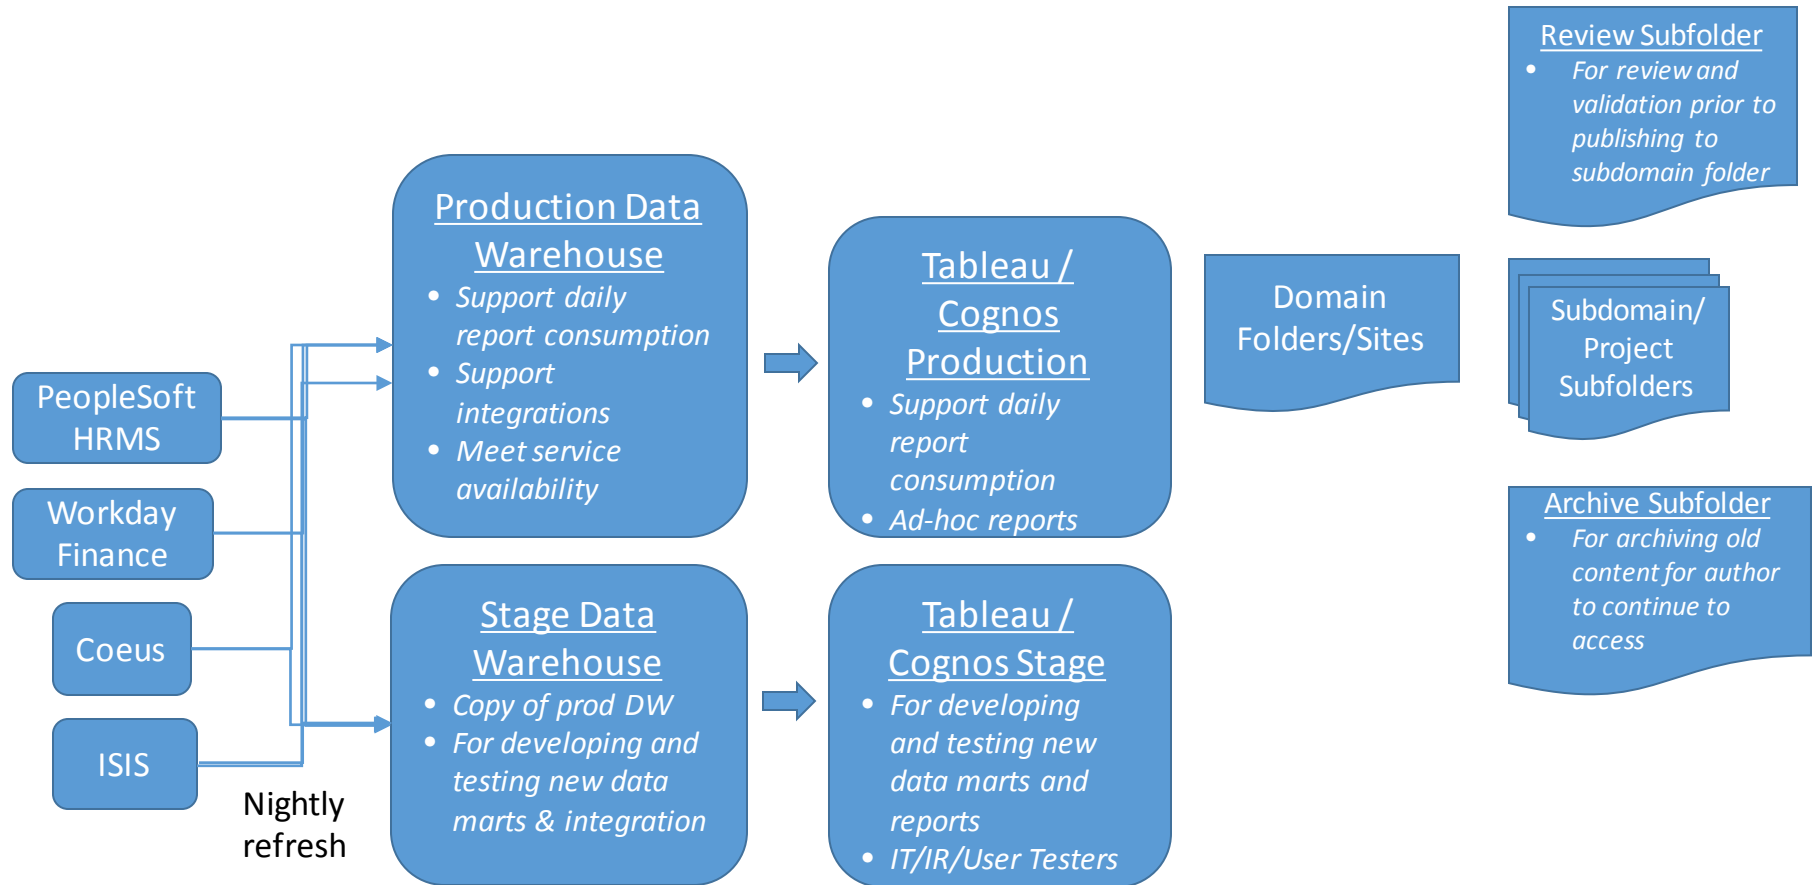 PeopleSoft
HRMS
Workday
Finance
Coeus
ISIS
Nightly
refresh
Production Data
Warehouse
• Support daily
report consumption
• Support
integrations
• Meet service
availability
Stage Data
Warehouse
• Copy of prod DW
• For developing and
testing new data
marts & integration
Tableau /
Cognos
Production
• Support daily
report
consumption
• Ad-hoc reports
Tableau /
Cognos Stage
• For developing
and testing new
data marts and
reports
• IT/IR/User Testers
Domain
Folders/Sites
Review Subfolder
• For review and
validation prior to
publishing to
subdomain folder
Subdomain/
Project
Subfolders
Archive Subfolder
• For archiving old
content for author
to continue to
access